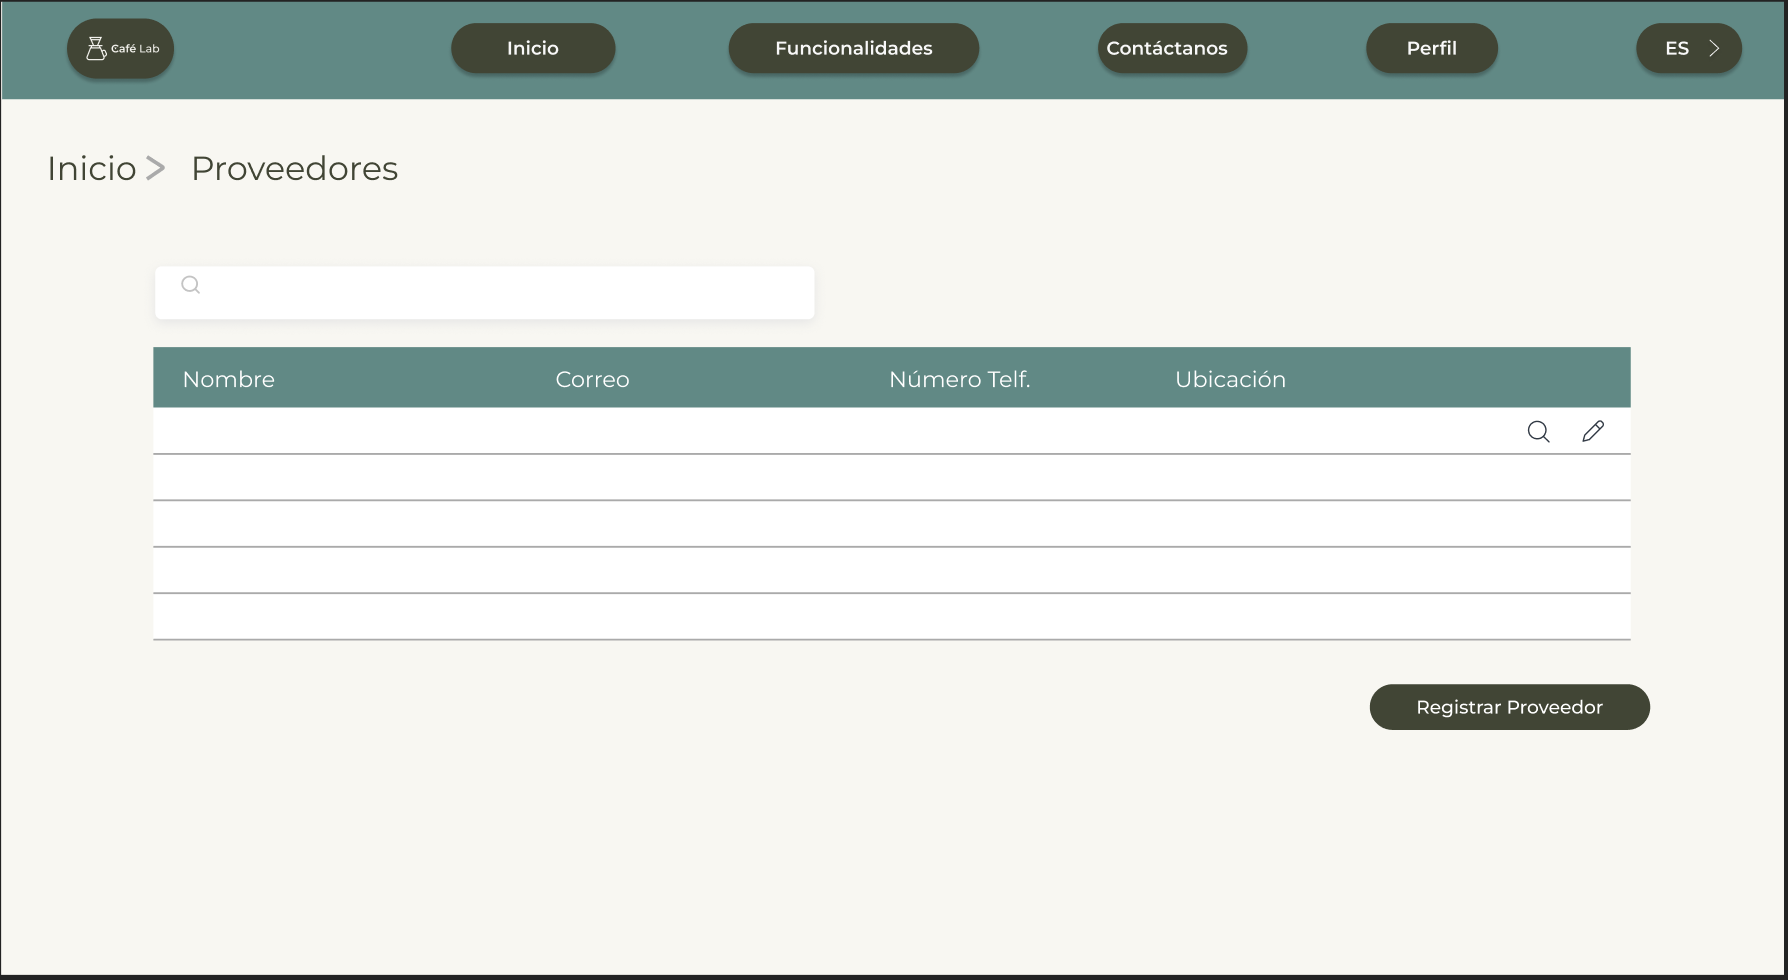 Café Lab
Inicio
Funcionalidades
Contáctanos
Perfil
ES
Inicio > Proveedores
Nombre
Correo
Número Telf.
Ubicación
Registrar Proveedor